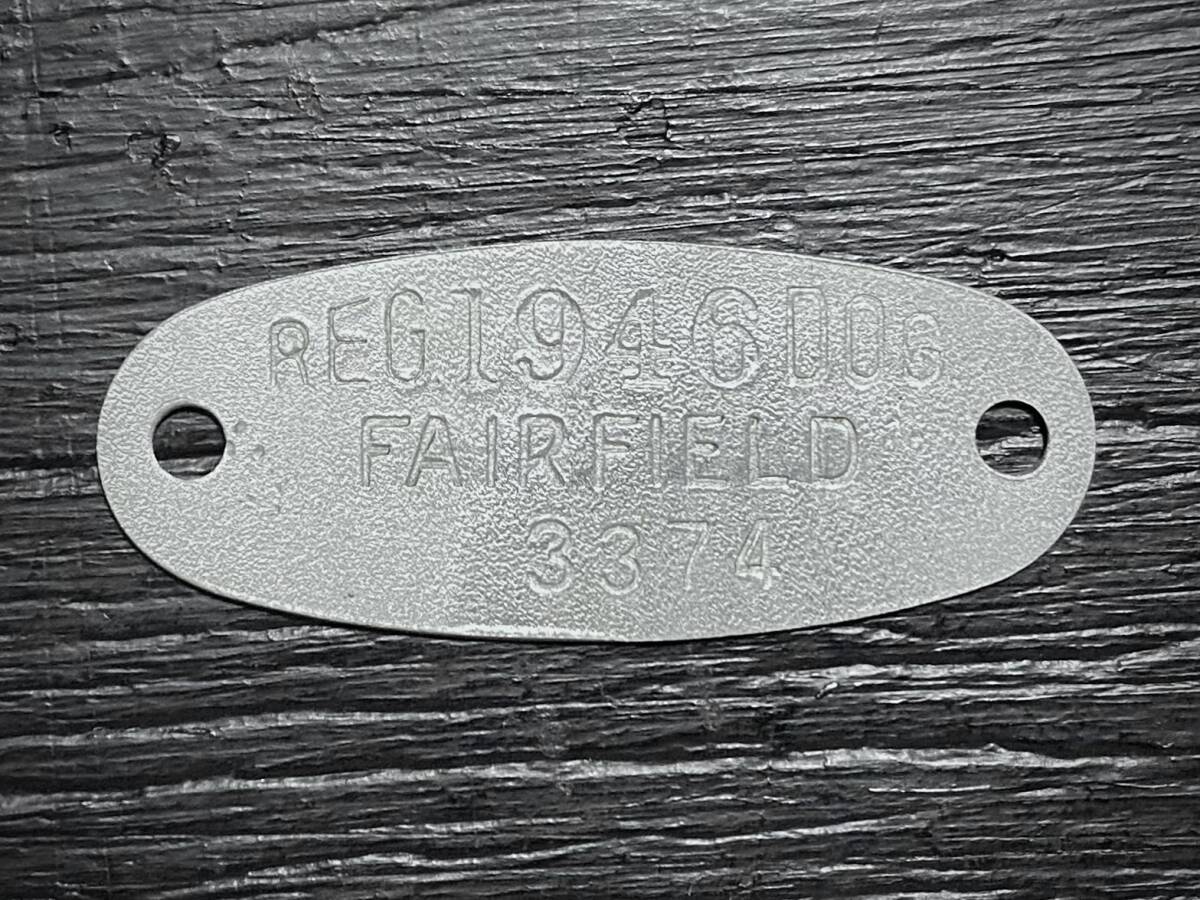 REG 1946 DOG
FAIRFIELD
3374